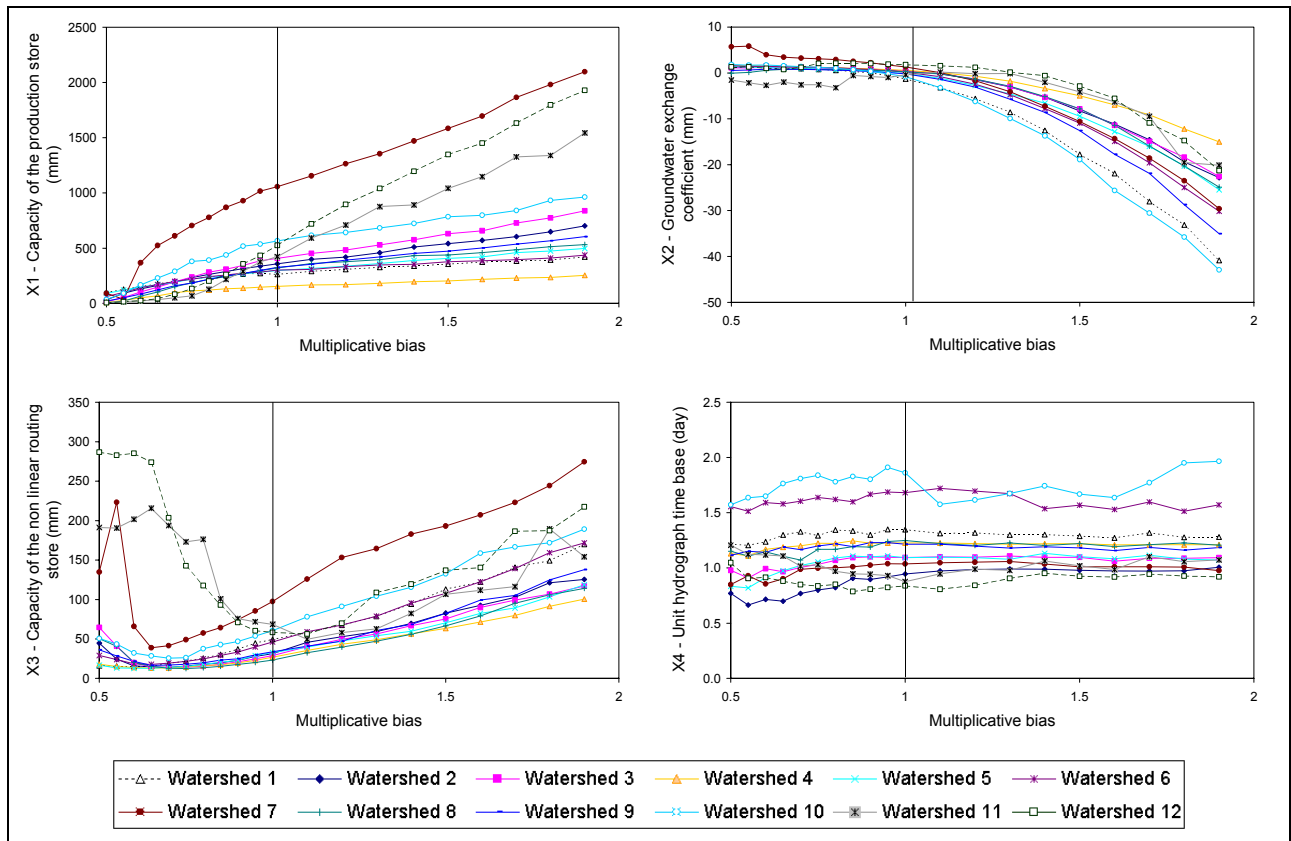 X1 - Capacity of the production store
(mm)
2500
2000
1500
1000
500
0
0.5
1
1.5
2
Multiplicative bias
X2 - Groundwater exchange
coefficient (mm)
10
0
-10
-20
-30
-40
-50
0.5
1
1.5
2
Multiplicative bias
X3 - Capacity of the non linear routing
store (mm)
350
300
250
200
150
100
50
0
0.5
1
1.5
2
Multiplicative bias
X4 - Unit hydrograph time base (day)
2.5
2.0
1.5
1.0
0.5
0.0
0.5
1
1.5
2
Multiplicative bias
Watershed 1
Watershed 2
Watershed 3
Watershed 4
Watershed 5
Watershed 6
Watershed 7
Watershed 8
Watershed 9
Watershed 10
Watershed 11
Watershed 12